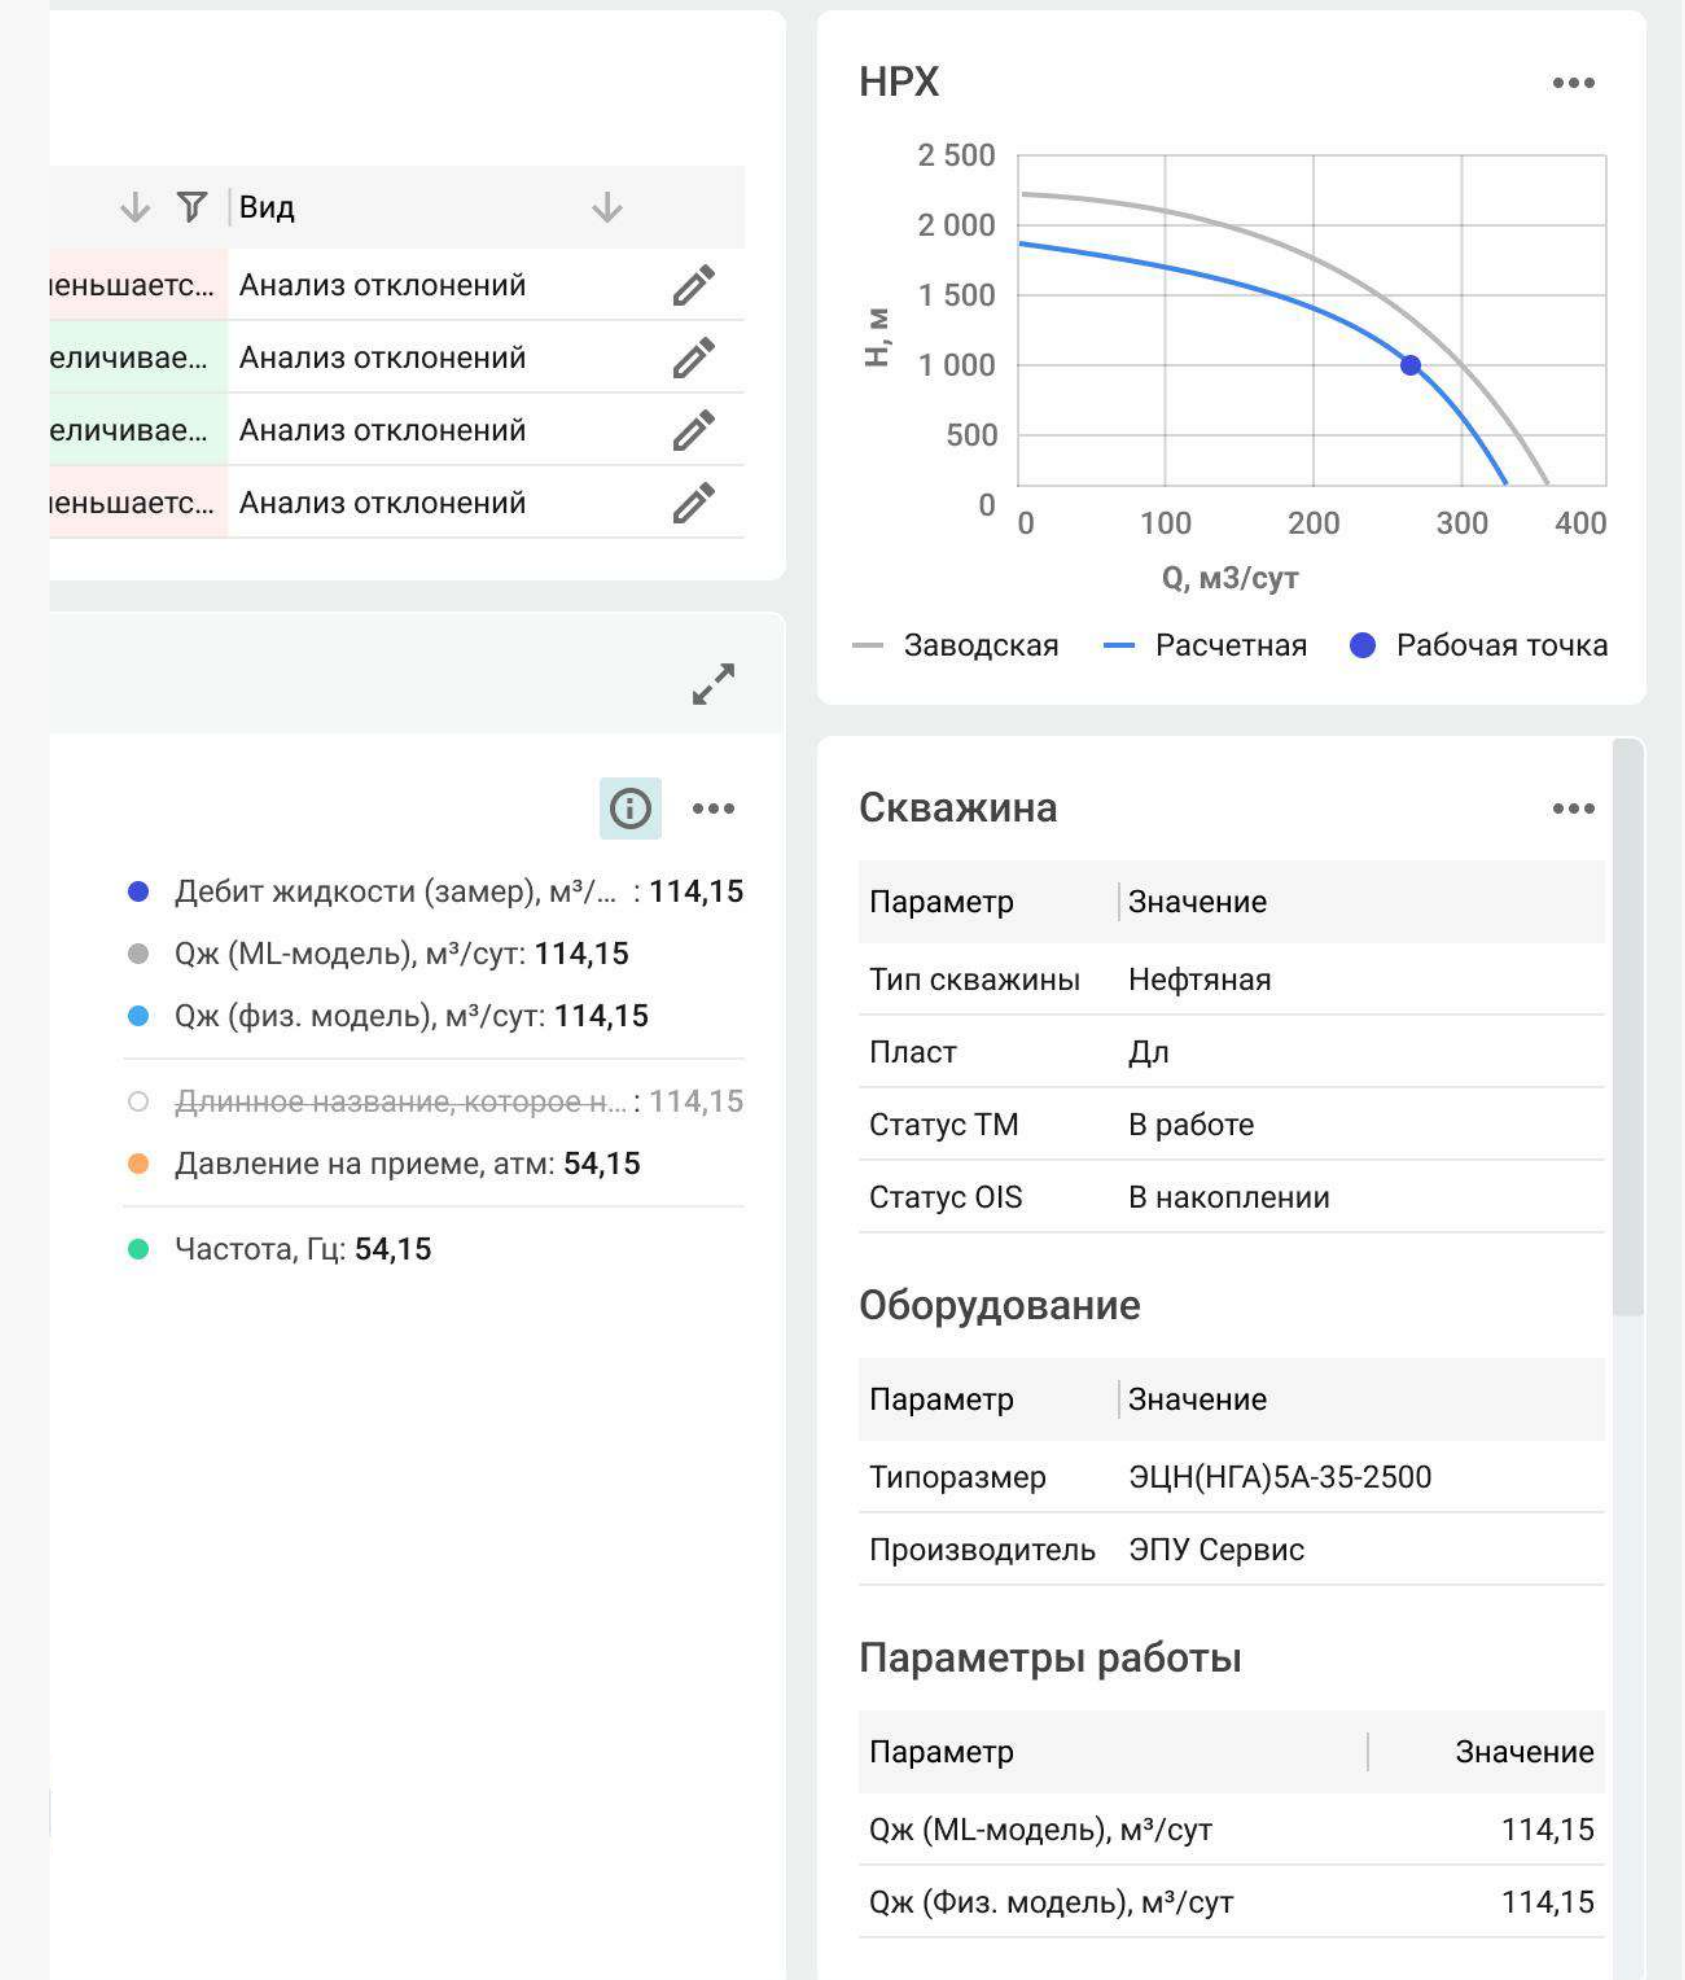 Вид
меньшаетс... Анализ отклонений
еличивае... Анализ отклонений
еличивае... Анализ отклонений
меньшаетс... Анализ отклонений
Дебит жидкости (замер), м³/... : 114,15
Qж (ML-модель), м³/сут: 114,15
Qж (физ. модель), м³/сут: 114,15
Длинное название, которое н... : 114,15
Давление на приеме, атм: 54,15
Частота, Гц: 54,15
НРХ
2 500
2 000
1 500
1 000
500
0
Н, м
0 100 200 300 400
Q, м3/сут
Заводская Расчетная Рабочая точка
Скважина
Параметр Значение
Тип скважины Нефтяная
Пласт Дл
Статус ТМ В работе
Статус OIS В накоплении
Оборудование
Параметр Значение
Типоразмер ЭЦН(НГА)5А-35-2500
Производитель ЭПУ Сервис
Параметры работы
Параметр Значение
Qж (ML-модель), м³/сут 114,15
Qж (Физ. модель), м³/сут 114,15